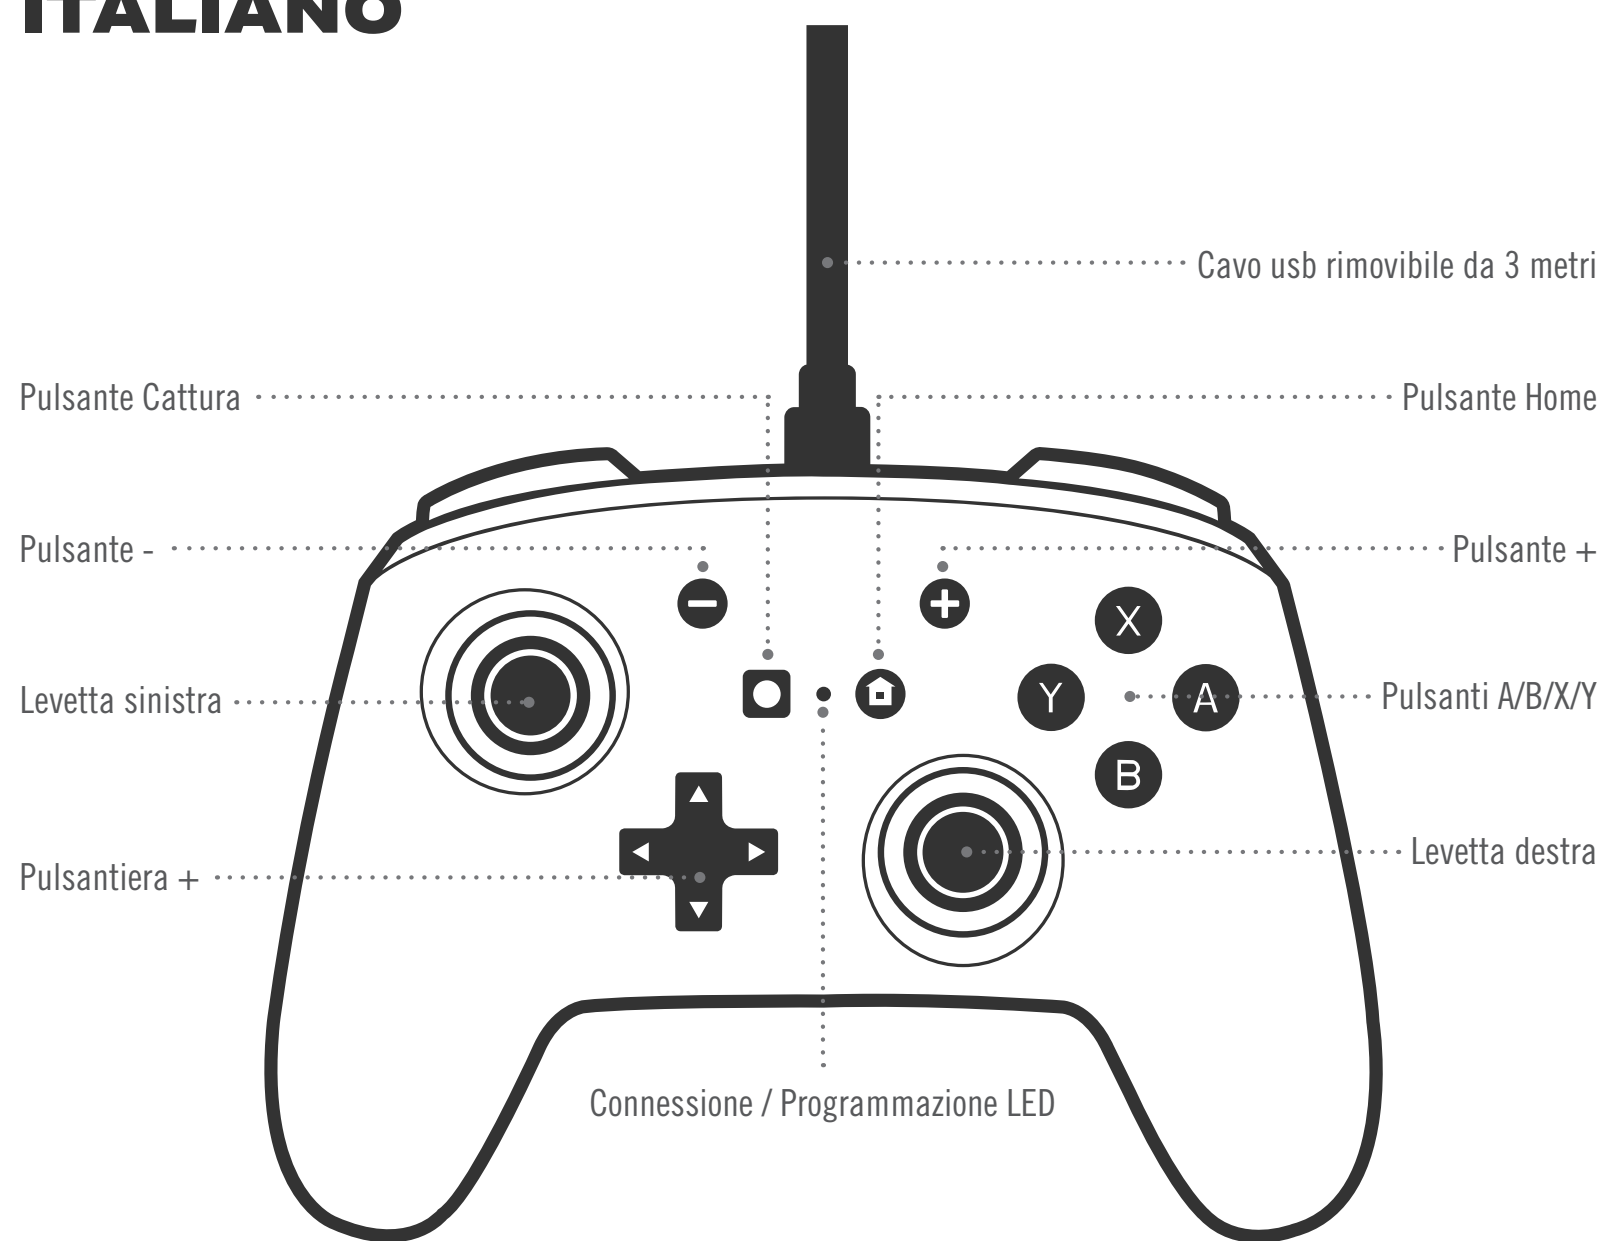 ITALIANO
Cavo usb rimovibile da 3 metri
Pulsante Cattura
Pulsante Home
Pulsante -
Pulsante +
X
Levetta sinistra
Y
A
Pulsanti A/B/X/Y
B
Levetta destra
Pulsantiera +
Connessione / Programmazione LED